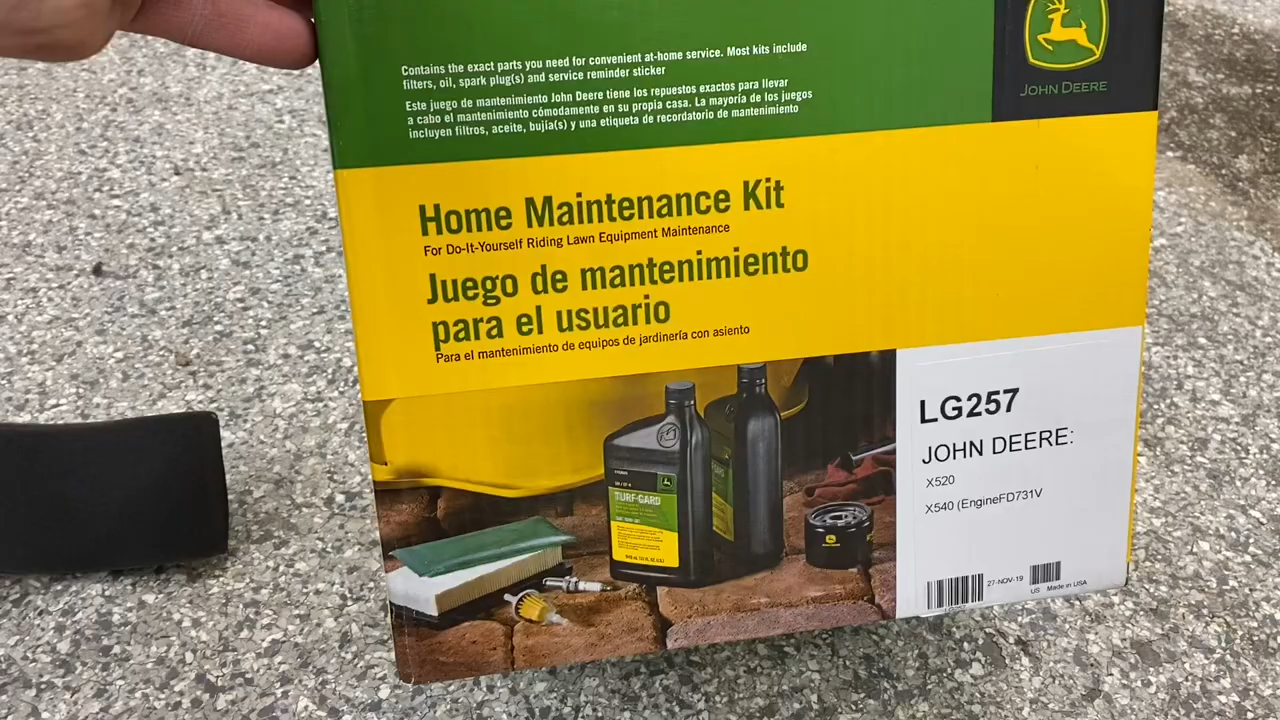 Contains the exact parts you need for convenient at-home service. Most kits include
filters, oil, spark plug(s) and service reminder sticker
Este juego de mantenimiento John Deere tiene los repuestos exactos para llevar
a cabo el mantenimiento cómodamente en su propia casa. La mayoría de los juegos
incluyen filtros, aceite, bujía(s) y una etiqueta de recordatorio de mantenimiento
JOHN DEERE
Home Maintenance Kit
For Do-It-Yourself Riding Lawn Equipment Maintenance
Juego de mantenimiento
para el usuario
Para el mantenimiento de equipos de jardinería con asiento
LG257
JOHN DEERE:
X520
X540 (EngineFD731V
27-NOV-19
US Made in USA
LG257
TURF-GARD